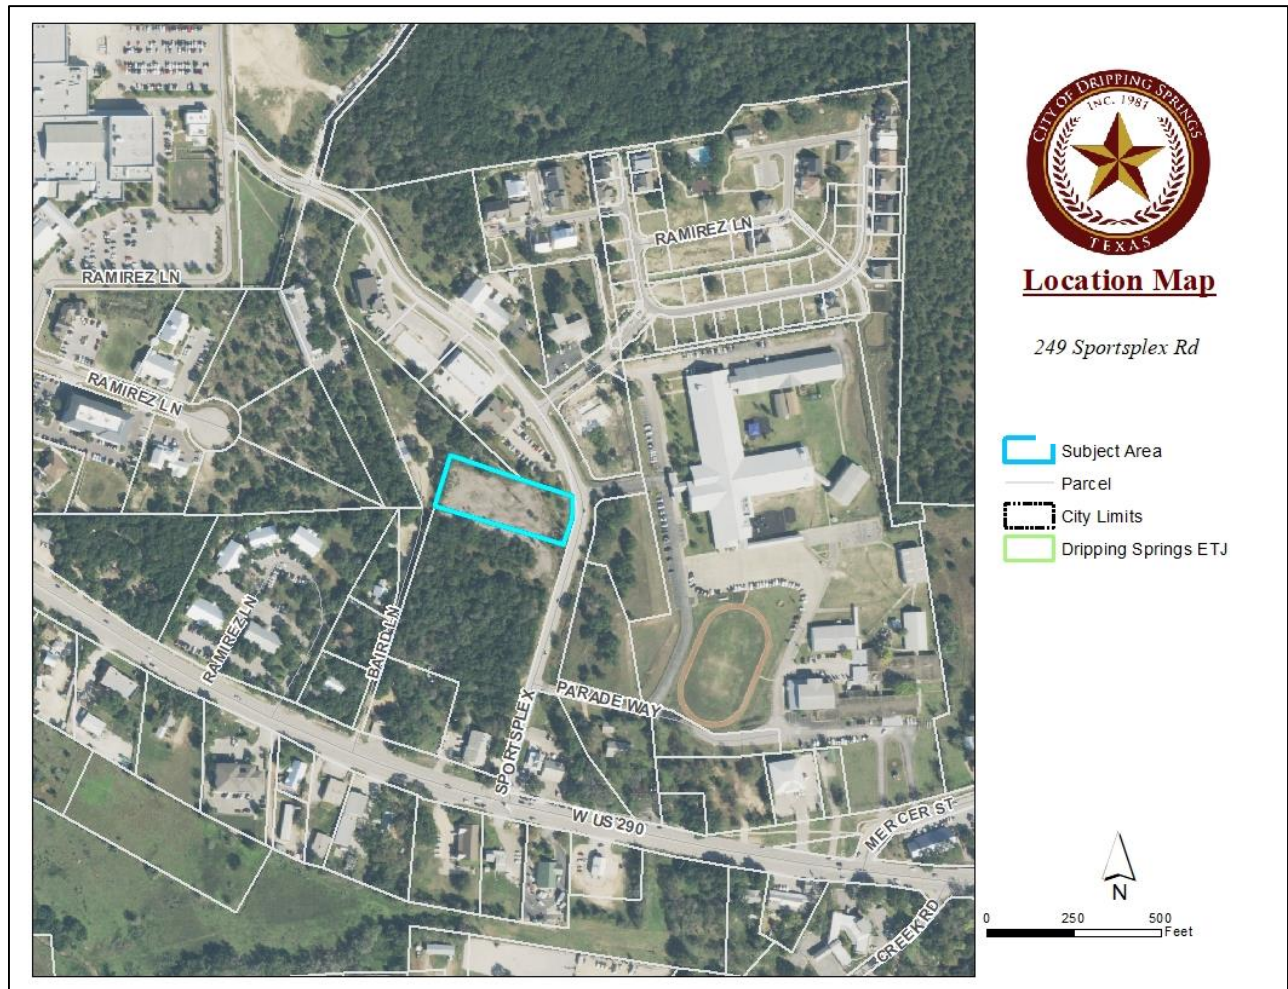 RAMIREZ LN
RAMIREZ LN
RAMIREZ LN
RAMIREZ LN
BAIRD LN
SPORTSPLEX
PARADE WAY
W US 290
MERCER ST
CREEK RD
CITY OF DRIPPING SPRINGS
INC. 1981
TEXAS
Location Map
249 Sportsplex Rd
Subject Area
Parcel
City Limits
Dripping Springs ETJ
N
0 250 500
Feet